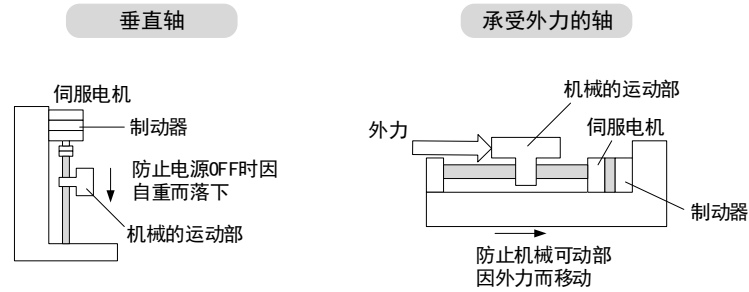 垂直轴
承受外力的轴
伺服电机
制动器
防止电源OFF时因
自重而落下
机械的运动部
机械的运动部
伺服电机
外力
制动器
防止机械可动部
因外力而移动